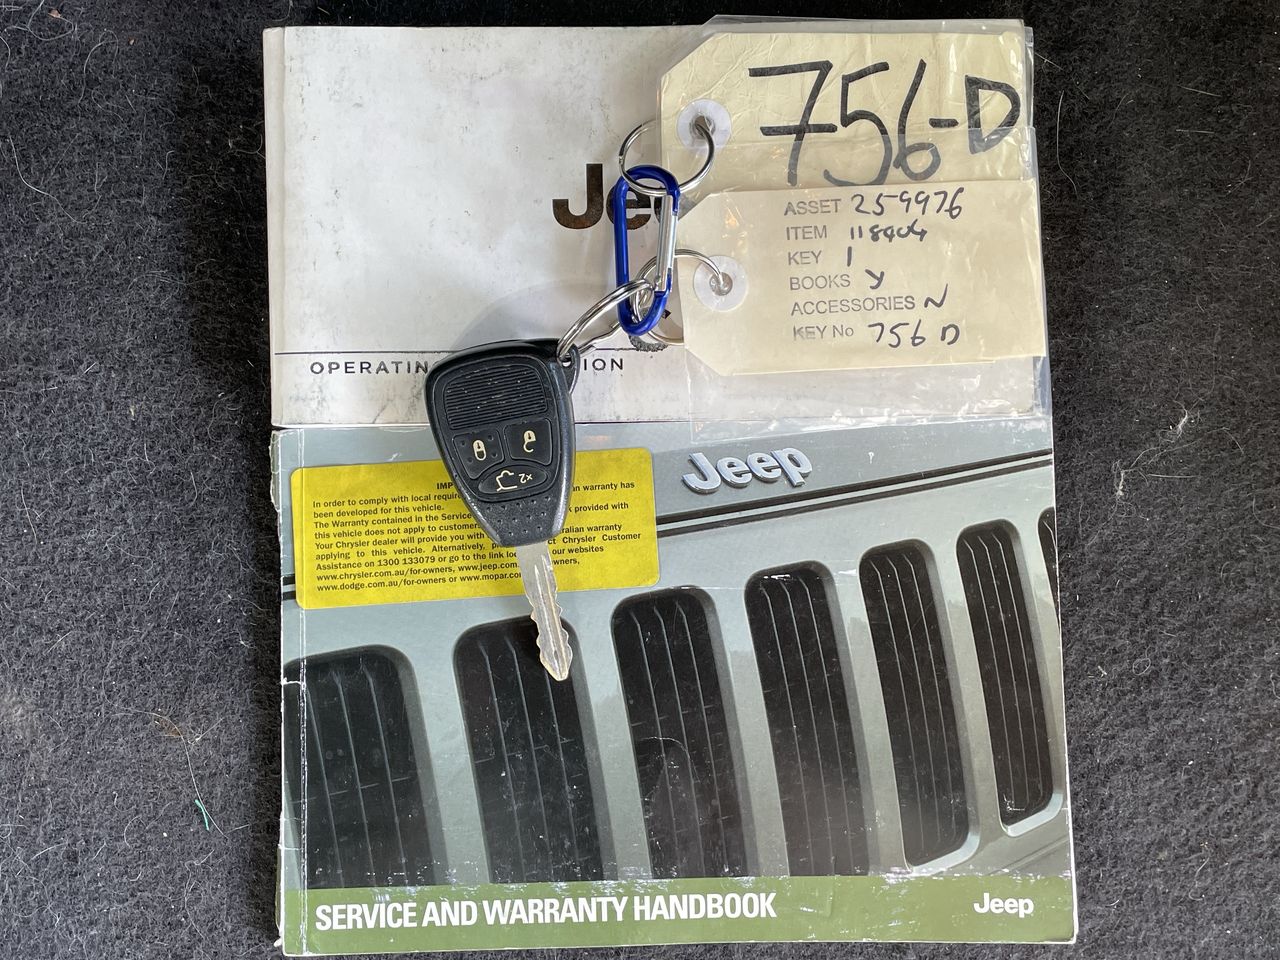 756-D
Je
ASSET 259976
ITEM 118404
KEY 1
BOOKS Y
ACCESSORIES N
KEY No 756 D
OPERATIN ION
2x
Jeep
IMP
In order to comply with local requir an warranty has
been developed for this vehicle.
The Warranty contained in the Service k provided with
this vehicle does not apply to customer ralian warranty
Your Chrysler dealer will provide you with
applying to this vehicle. Alternatively, p ct Chrysler Customer
Assistance on 1300 133079 or go to the link loc our websites
www.chrysler.com.au/for-owners, www.jeep.com wners,
www.dodge.com.au/for-owners or www.mopar.co
SERVICE AND WARRANTY HANDBOOK
Jeep